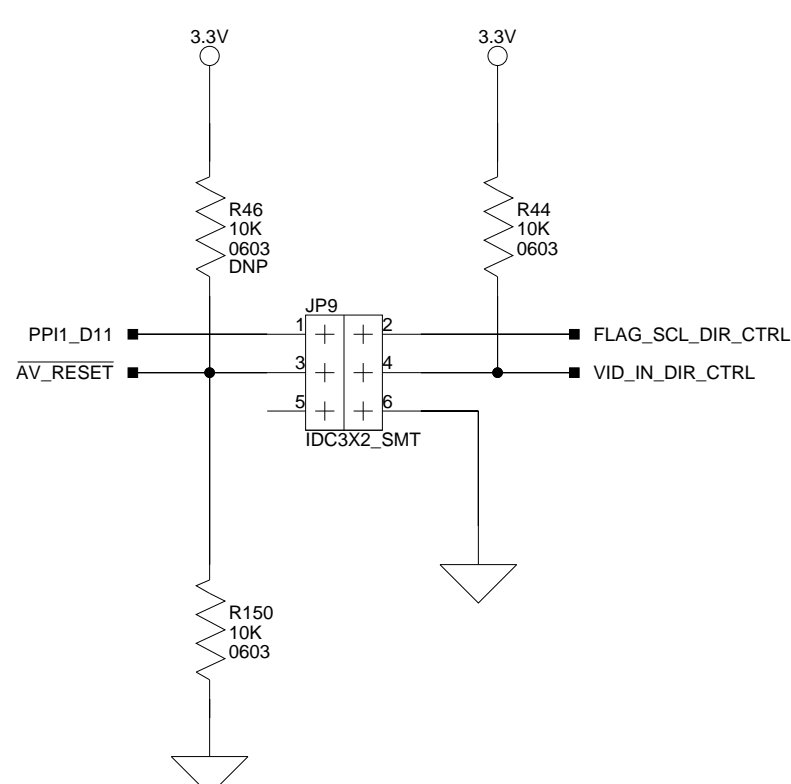 3.3V
3.3V
R46
10K
0603
DNP
R44
10K
0603
JP9
PPI1_D11
1
2
FLAG_SCL_DIR_CTRL
AV_RESET
3
4
VID_IN_DIR_CTRL
5
6
IDC3X2_SMT
R150
10K
0603